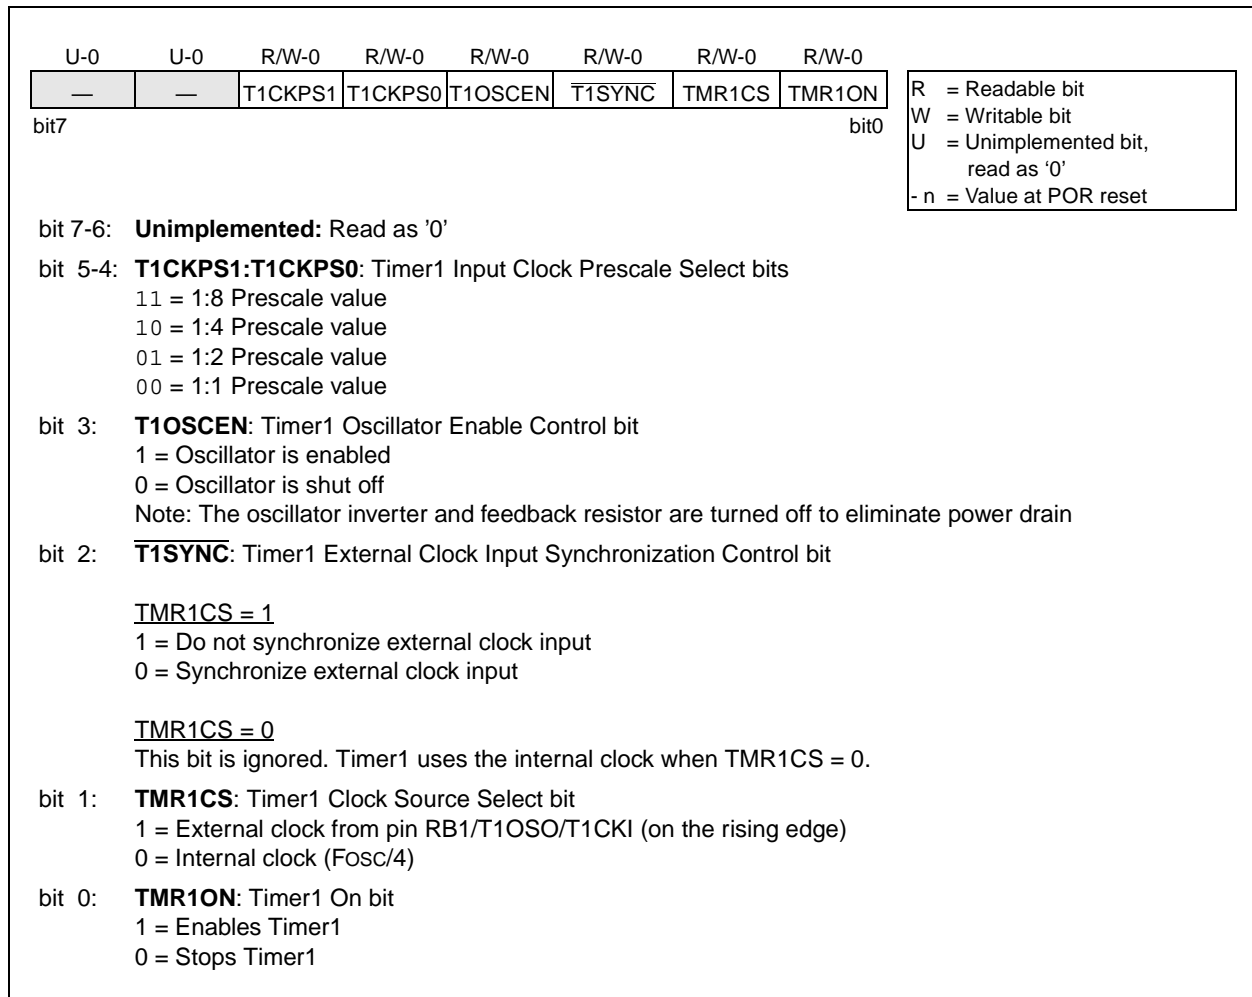 U-0 U-0 R/W-0 R/W-0 R/W-0 R/W-0 R/W-0 R/W-0
— — T1CKPS1 T1CKPS0 T1OSCEN T1SYNC TMR1CS TMR1ON
bit7 bit0
R = Readable bit
W = Writable bit
U = Unimplemented bit,
read as ‘0’
- n = Value at POR reset
bit 7-6: Unimplemented: Read as '0'
bit 5-4: T1CKPS1:T1CKPS0: Timer1 Input Clock Prescale Select bits
11 = 1:8 Prescale value
10 = 1:4 Prescale value
01 = 1:2 Prescale value
00 = 1:1 Prescale value
bit 3: T1OSCEN: Timer1 Oscillator Enable Control bit
1 = Oscillator is enabled
0 = Oscillator is shut off
Note: The oscillator inverter and feedback resistor are turned off to eliminate power drain
bit 2: T1SYNC: Timer1 External Clock Input Synchronization Control bit
TMR1CS = 1
1 = Do not synchronize external clock input
0 = Synchronize external clock input
TMR1CS = 0
This bit is ignored. Timer1 uses the internal clock when TMR1CS = 0.
bit 1: TMR1CS: Timer1 Clock Source Select bit
1 = External clock from pin RB1/T1OSO/T1CKI (on the rising edge)
0 = Internal clock (FOSC/4)
bit 0: TMR1ON: Timer1 On bit
1 = Enables Timer1
0 = Stops Timer1